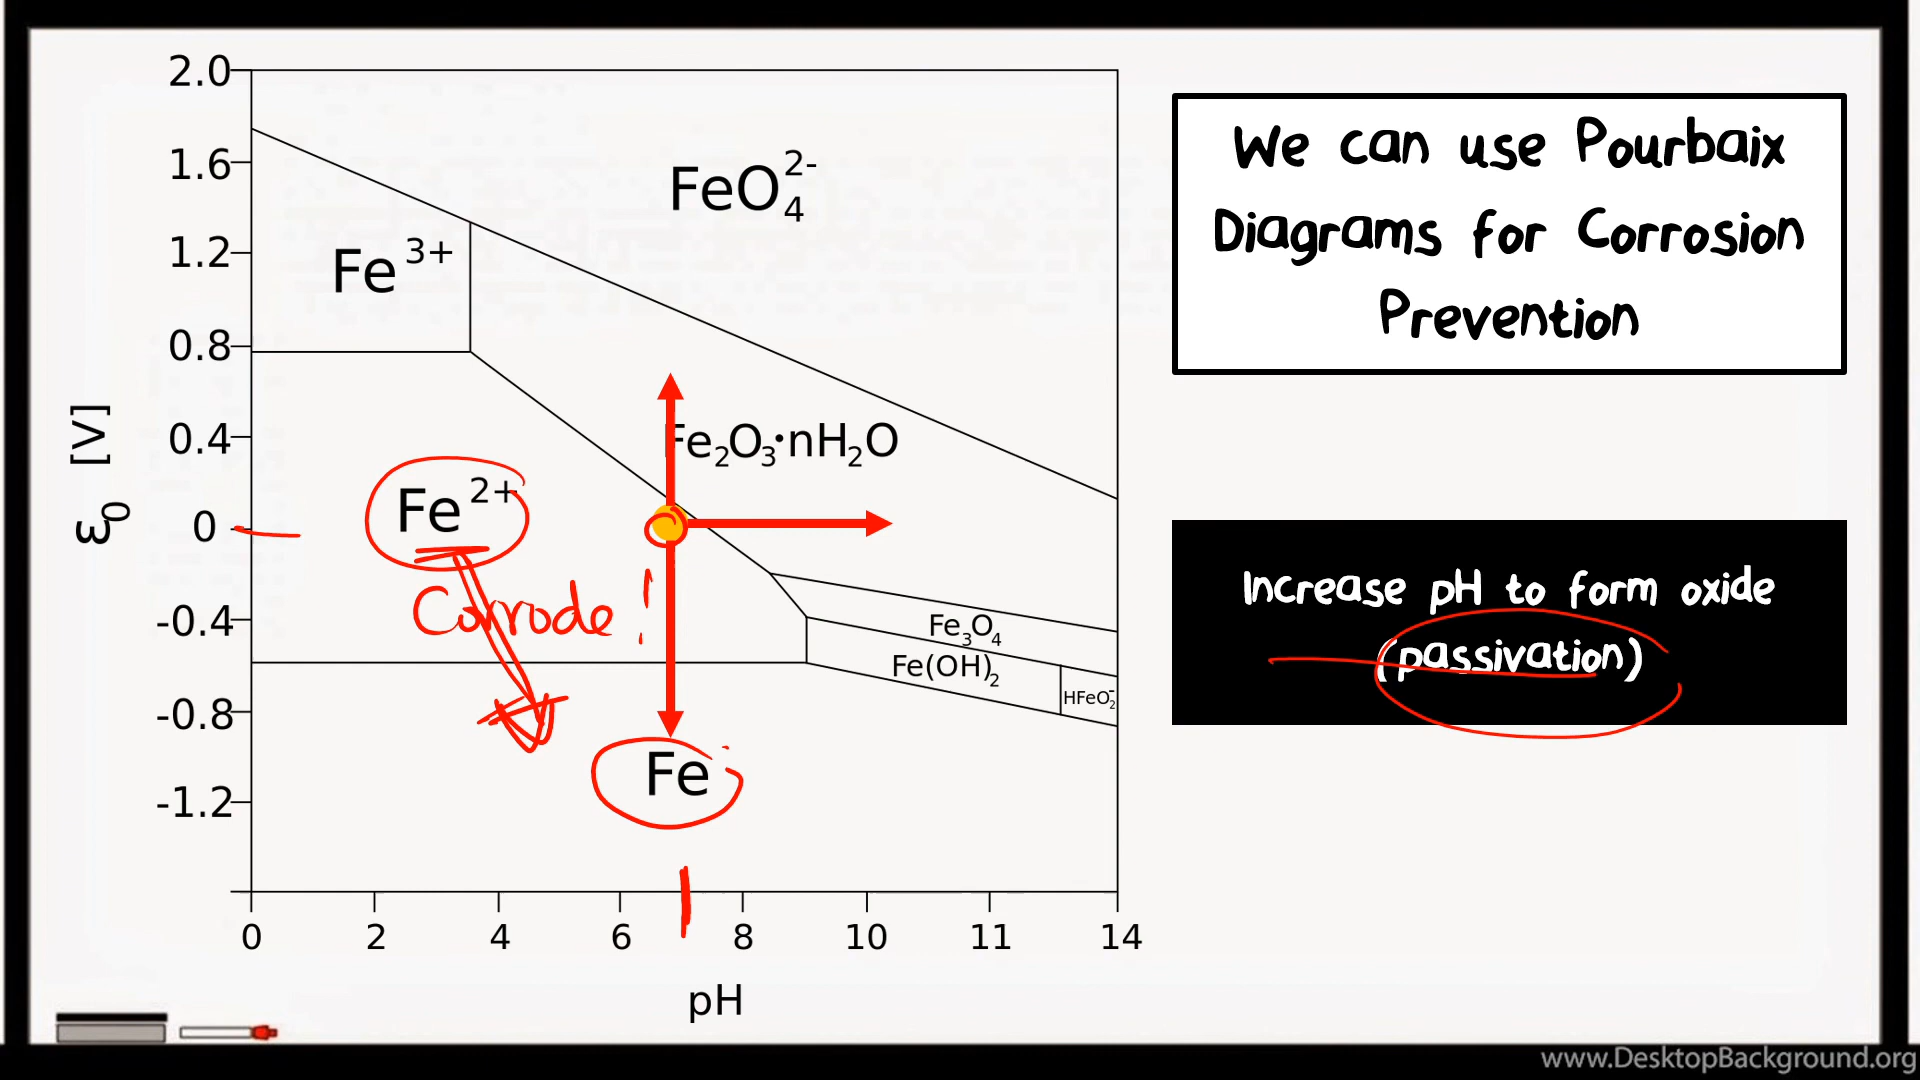 2.0
1.6
1.2
0.8
0.4
0
-0.4
-0.8
-1.2
ε0 [V]
FeO4 2-
Fe 3+
Fe2O3·nH2O
Fe 2+
Corrode!
Fe3O4
Fe(OH)2
HFeO2-
Fe
0 2 4 6 8 10 11 14
pH
We can use Pourbaix
Diagrams for Corrosion
Prevention
Increase pH to form oxide
(passivation)
www.DesktopBackground.org